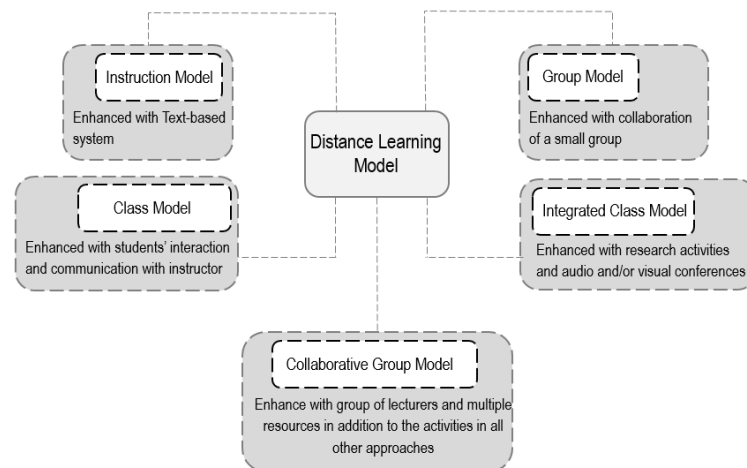 Instruction Model
Enhanced with Text-based
system
Group Model
Enhanced with collaboration
of a small group
Distance Learning
Model
Class Model
Enhanced with students’ interaction
and communication with instructor
Integrated Class Model
Enhanced with research activities
and audio and/or visual conferences
Collaborative Group Model
Enhance with group of lecturers and multiple
resources in addition to the activities in all
other approaches